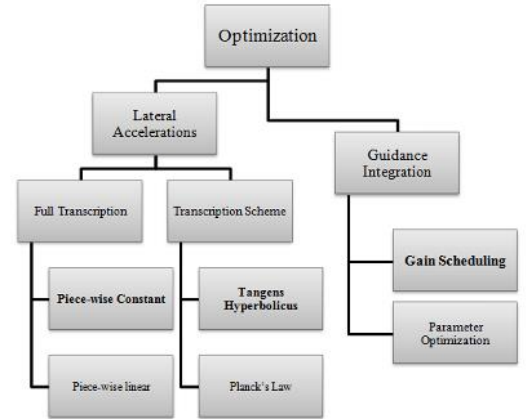 Optimization
Lateral
Accelerations
Guidance
Integration
Full Transcription
Transcription Scheme
Gain Scheduling
Piece-wise Constant
Tangens
Hyperbolicus
Parameter
Optimization
Piece-wise linear
Planck's Law